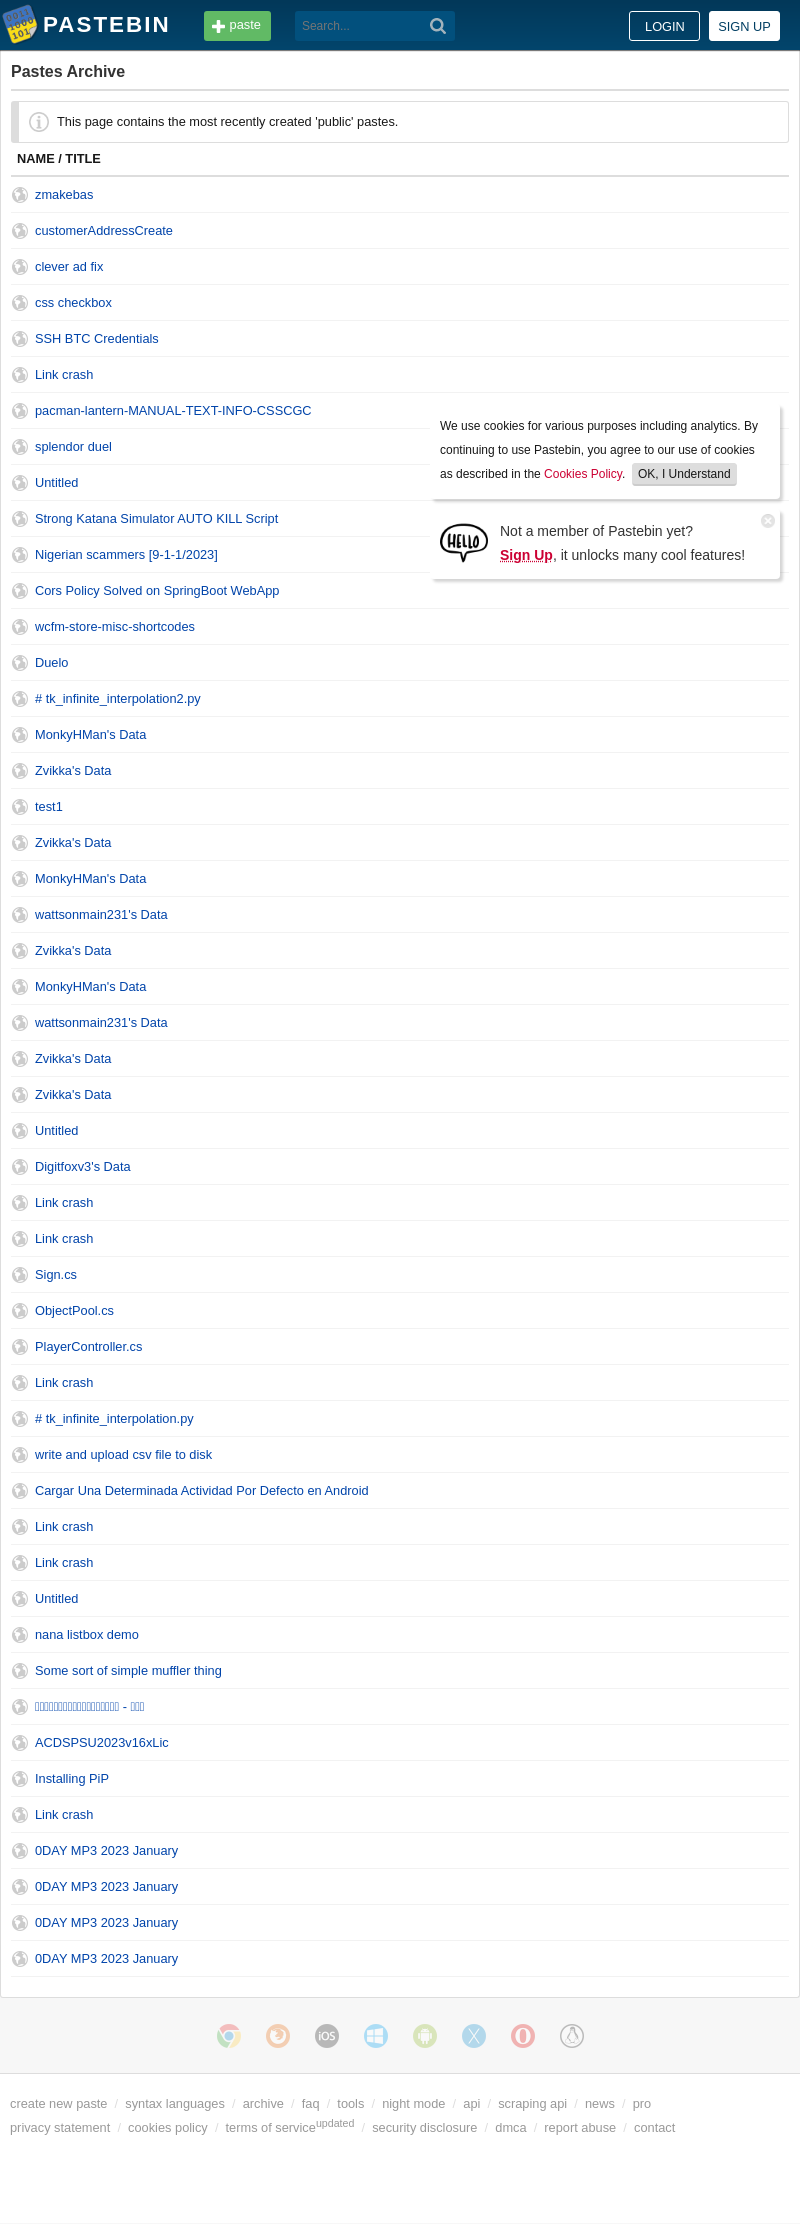 PASTEBIN
paste
Search...
LOGIN
SIGN UP
Pastes Archive
This page contains the most recently created 'public' pastes.
NAME / TITLE
zmakebas
customerAddressCreate
clever ad fix
css checkbox
SSH BTC Credentials
Link crash
pacman-lantern-MANUAL-TEXT-INFO-CSSCGC
splendor duel
Untitled
Strong Katana Simulator AUTO KILL Script
Nigerian scammers [9-1-1/2023]
Cors Policy Solved on SpringBoot WebApp
We use cookies for various purposes including analytics. By
continuing to use Pastebin, you agree to our use of cookies
as described in the Cookies Policy. OK, I Understand
HELLO
Not a member of Pastebin yet?
Sign Up, it unlocks many cool features!
wcfm-store-misc-shortcodes
Duelo
# tk_infinite_interpolation2.py
MonkyHMan's Data
Zvikka's Data
test1
Zvikka's Data
MonkyHMan's Data
wattsonmain231's Data
Zvikka's Data
MonkyHMan's Data
wattsonmain231's Data
Zvikka's Data
Zvikka's Data
Untitled
Digitfoxv3's Data
Link crash
Link crash
Sign.cs
ObjectPool.cs
PlayerController.cs
Link crash
# tk_infinite_interpolation.py
write and upload csv file to disk
Cargar Una Determinada Actividad Por Defecto en Android
Link crash
Link crash
Untitled
nana listbox demo
Some sort of simple muffler thing
-
ACDSPSU2023v16xLic
Installing PiP
Link crash
0DAY MP3 2023 January
0DAY MP3 2023 January
0DAY MP3 2023 January
0DAY MP3 2023 January
iOS
create new paste / syntax languages / archive / faq / tools / night mode / api / scraping api / news / pro
privacy statement / cookies policy / terms of service updated / security disclosure / dmca / report abuse / contact